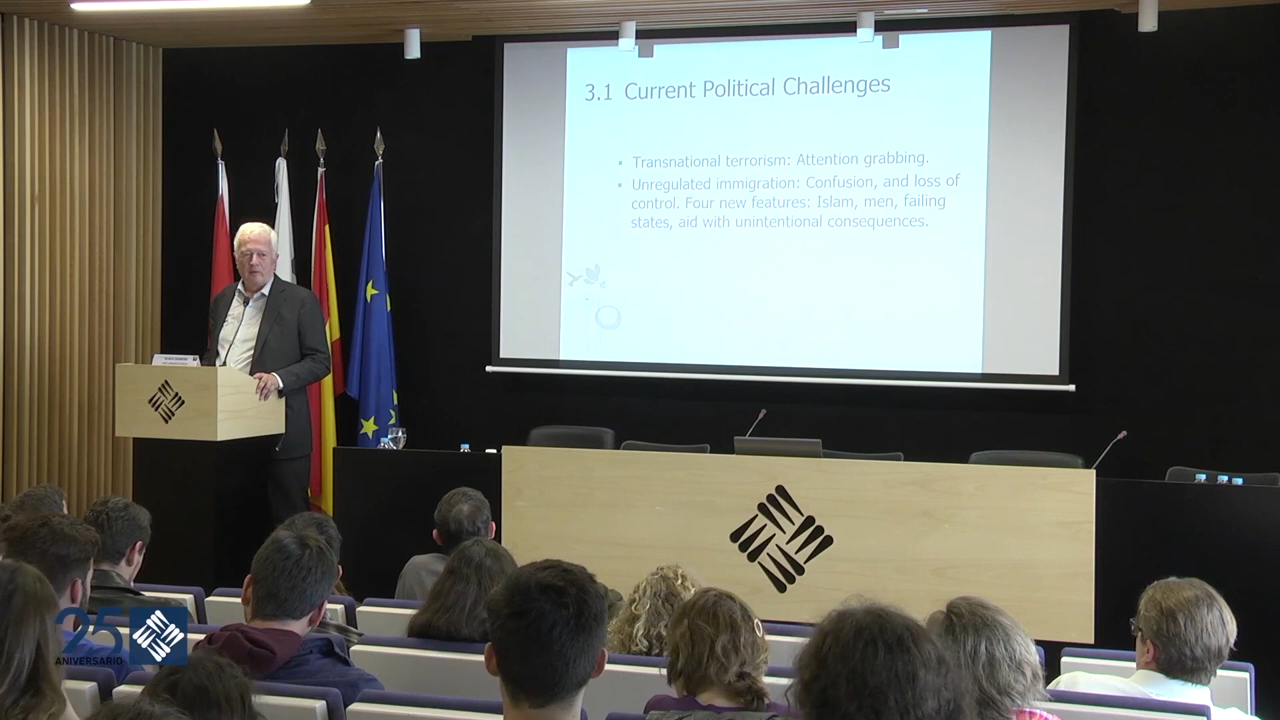 3.1 Current Political Challenges
▪ Transnational terrorism: Attention grabbing.
▪ Unregulated immigration: Confusion, and loss of
control. Four new features: Islam, men, failing
states, aid with unintentional consequences.
25
ANIVERSARIO